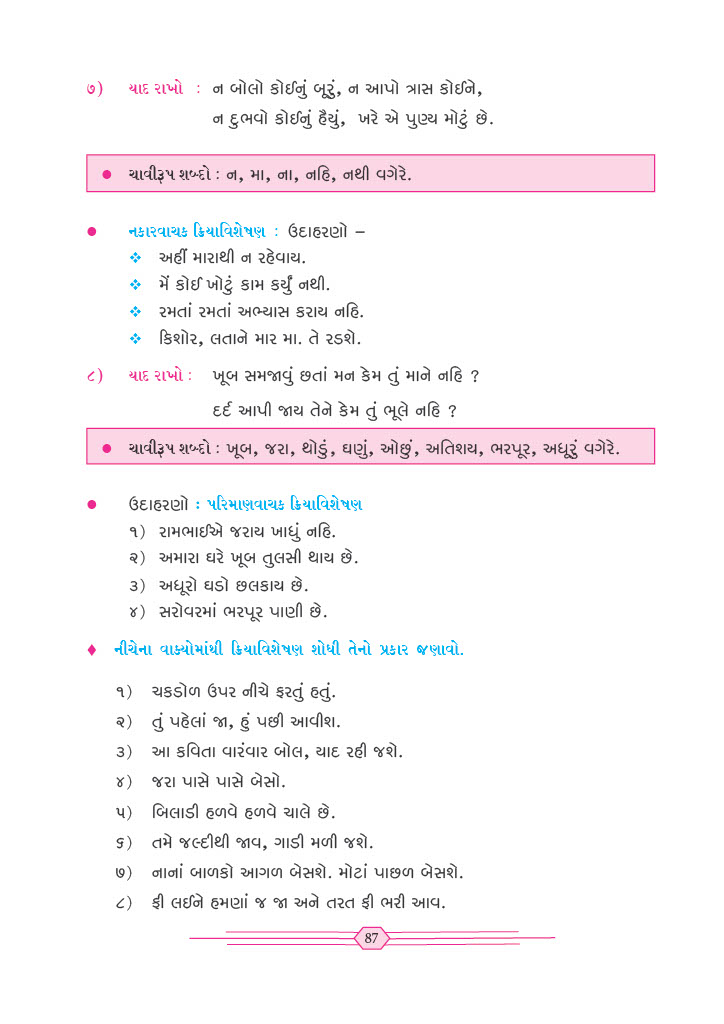 ૭) યાદ રાખો : ન બોલો કોઈનું બૂરું, ન આપો ત્રાસ કોઈને,
ન દુભવો કોઈનું હૈયું, ખરે એ પુણ્ય મોટું છે.
● ચાવીરૂપ શબ્દો : ન, મા, ના, નહિ, નથી વગેરે.
● નકારવાચક ક્રિયાવિશેષણ : ઉદાહરણો –
❖ અહીં મારાથી ન રહેવાય.
❖ મેં કોઈ ખોટું કામ કર્યું નથી.
❖ રમતાં રમતાં અભ્યાસ કરાય નહિ.
❖ કિશોર, લતાને માર મા. તે રડશે.
૮) યાદ રાખો : ખૂબ સમજાવું છતાં મન કેમ તું માને નહિ ?
દર્દ આપી જાય તેને કેમ તું ભૂલે નહિ ?
● ચાવીરૂપ શબ્દો : ખૂબ, જરા, થોડું, ઘણું, ઓછું, અતિશય, ભરપૂર, અધૂરું વગેરે.
● ઉદાહરણો : પરિમાણવાચક ક્રિયાવિશેષણ
૧) રામભાઈએ જરાય ખાધું નહિ.
૨) અમારા ઘરે ખૂબ તુલસી થાય છે.
૩) અધૂરો ઘડો છલકાય છે.
૪) સરોવરમાં ભરપૂર પાણી છે.
♦ નીચેના વાક્યોમાંથી ક્રિયાવિશેષણ શોધી તેનો પ્રકાર જણાવો.
૧) ચકડોળ ઉપર નીચે ફરતું હતું.
૨) તું પહેલાં જા, હું પછી આવીશ.
૩) આ કવિતા વારંવાર બોલ, યાદ રહી જશે.
૪) જરા પાસે પાસે બેસો.
૫) બિલાડી હળવે હળવે ચાલે છે.
૬) તમે જલ્દીથી જાવ, ગાડી મળી જશે.
૭) નાનાં બાળકો આગળ બેસશે. મોટાં પાછળ બેસશે.
૮) ફી લઈને હમણાં જ જા અને તરત ફી ભરી આવ.
87